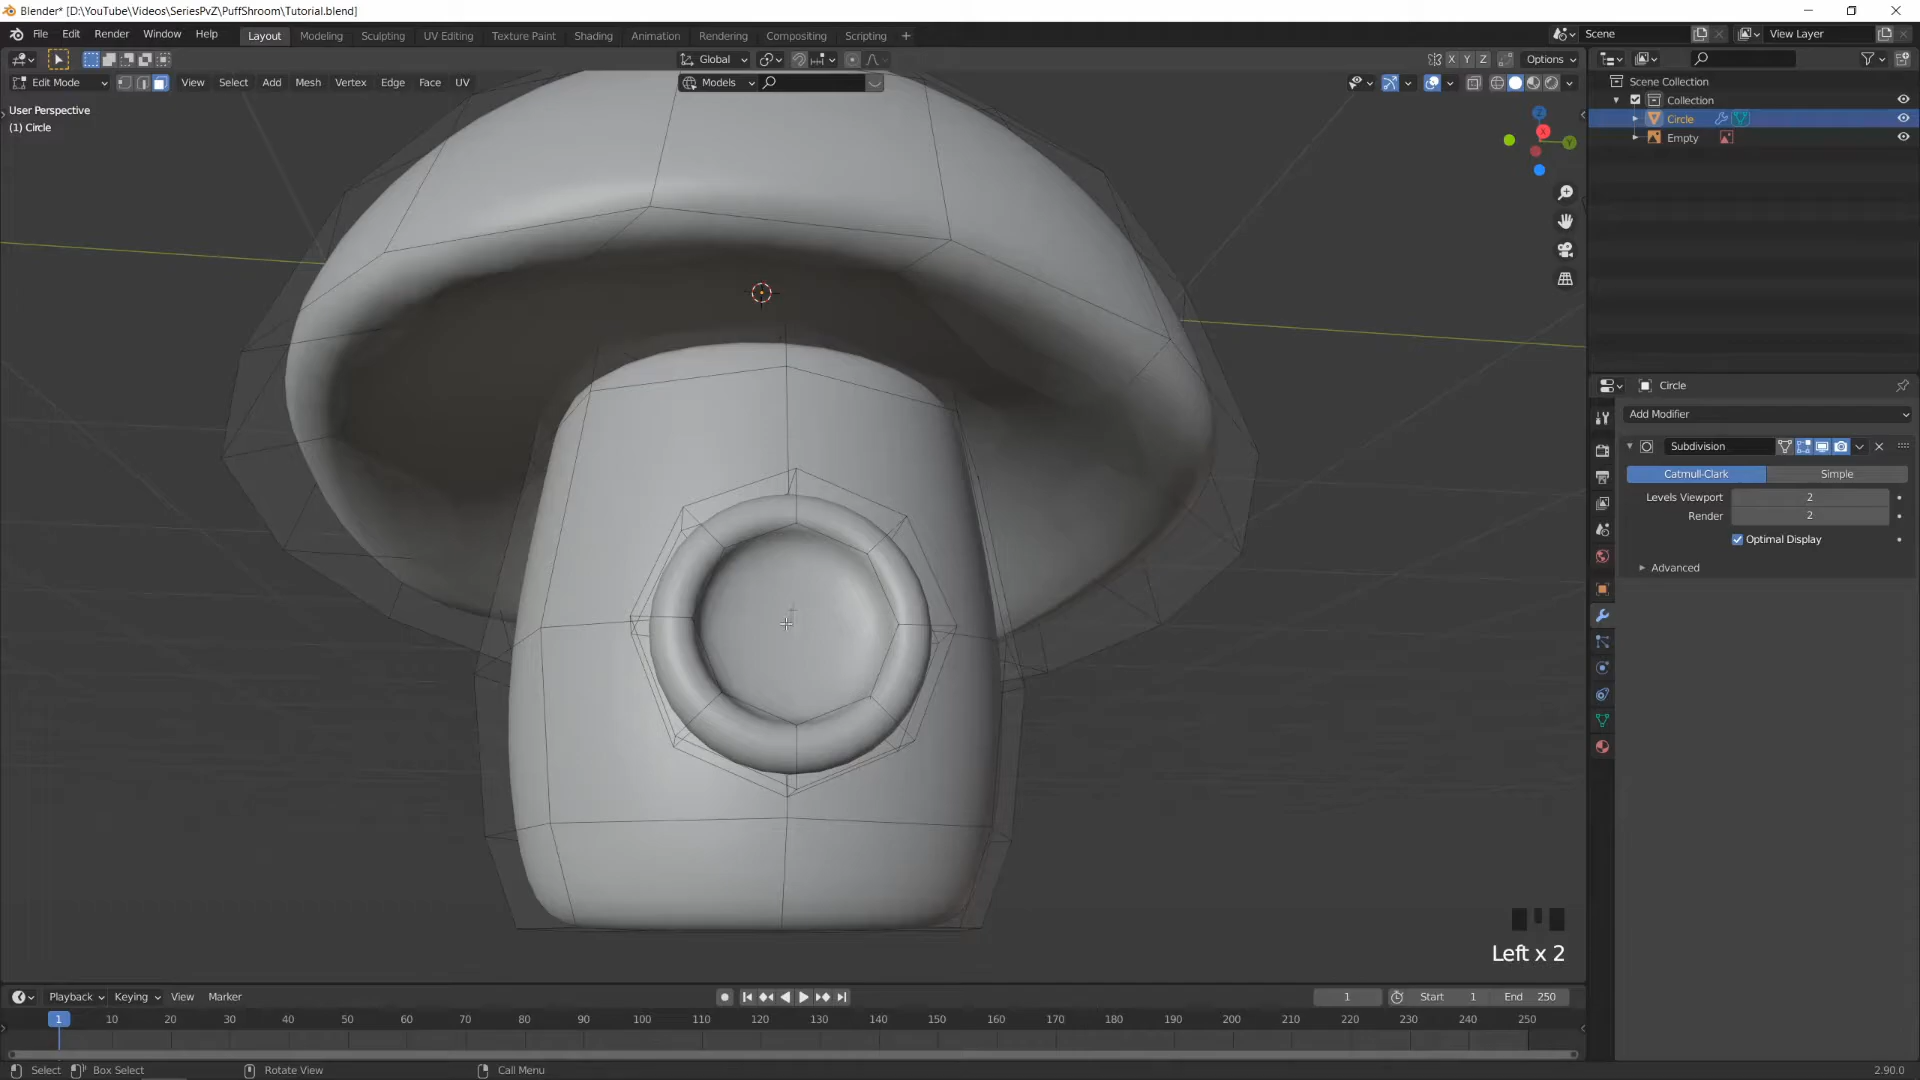 Blender* [D:\YouTube\Videos\SeriesPvZ\PuffShroom\Tutorial.blend]
File Edit Render Window Help Layout Modeling Sculpting UV Editing Texture Paint Shading Animation Rendering Compositing Scripting + Scene View Layer
Global X Y Z Options
Edit Mode View Select Add Mesh Vertex Edge Face UV Models
User Perspective
(1) Circle
Scene Collection
Collection
Circle
Empty
Circle
Add Modifier
Subdivision
Catmull-Clark Simple
Levels Viewport 2
Render 2
Optimal Display
Advanced
Left x 2
Playback Keying View Marker 1 Start 1 End 250
1 10 20 30 40 50 60 70 80 90 100 110 120 130 140 150 160 170 180 190 200 210 220 230 240 250
Select Box Select Rotate View Call Menu 2.90.0